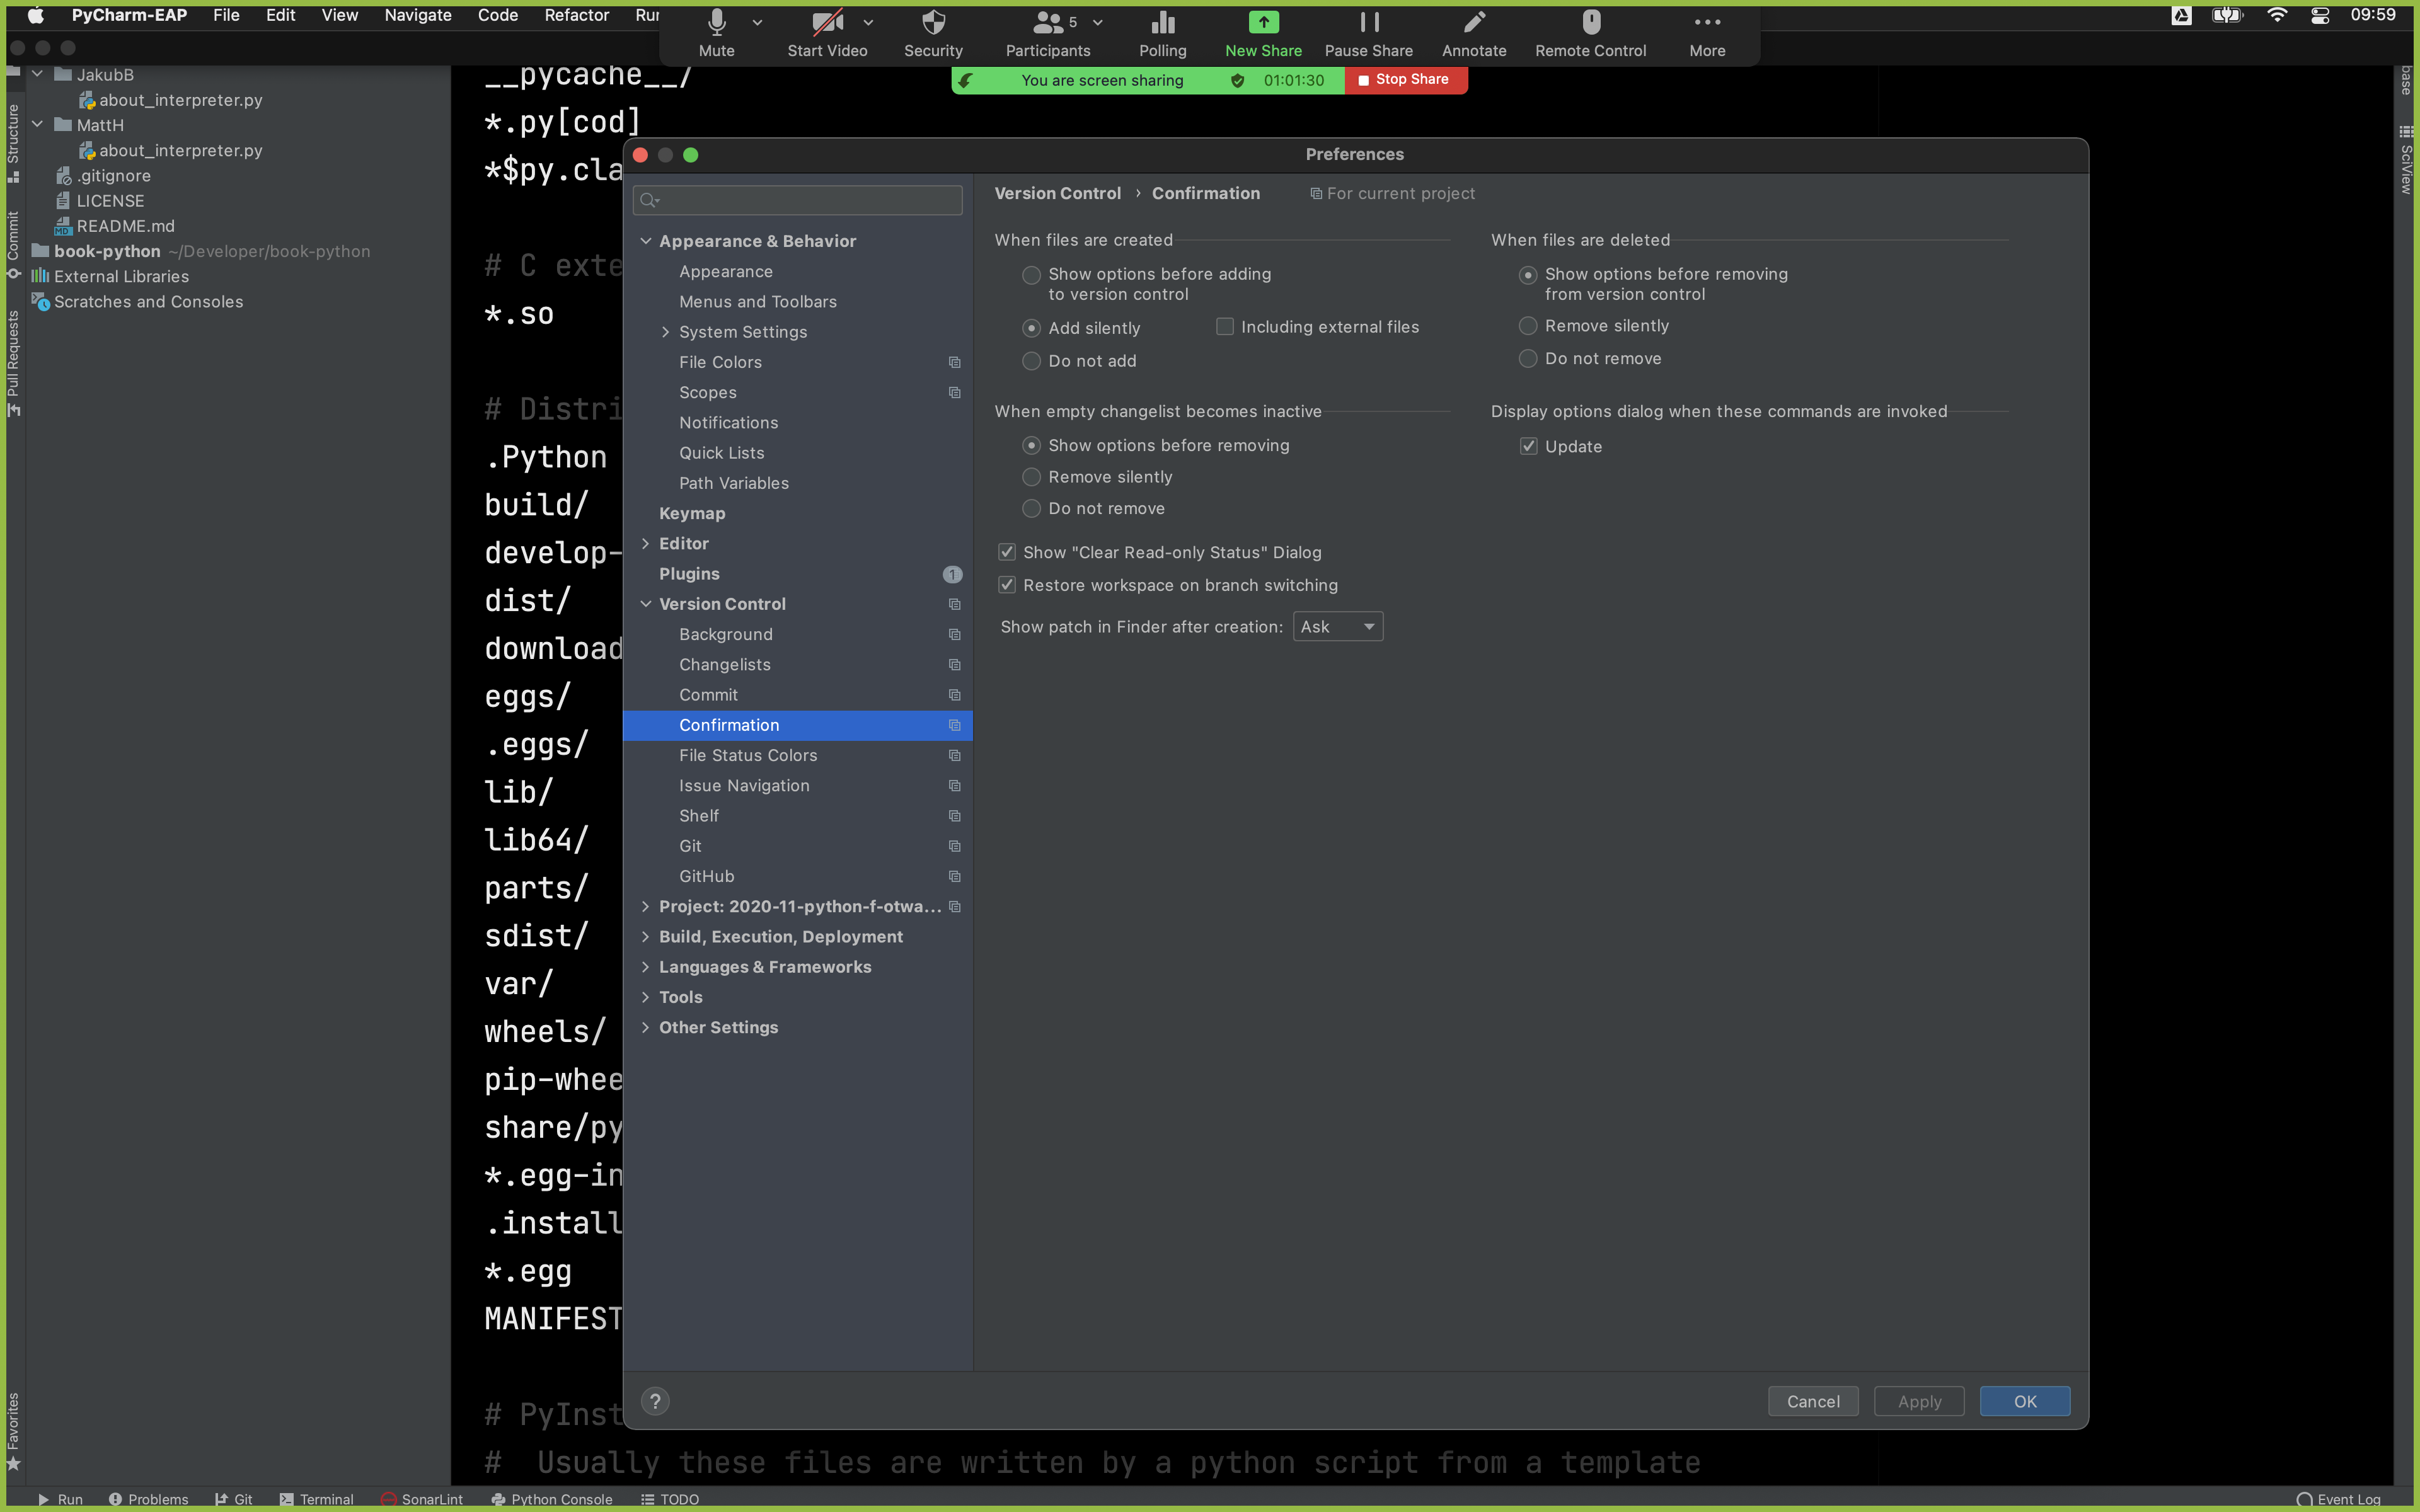 PyCharm-EAP File Edit View Navigate Code Refactor
09:59
Mute Start Video Security Participants 5 Polling New Share Pause Share Annotate Remote Control More
You are screen sharing 01:01:30 Stop Share
JakubB
about_interpreter.py
MattH
about_interpreter.py
.gitignore
LICENSE
README.md
book-python ~/Developer/book-python
External Libraries
Scratches and Consoles
Structure
Commit
Pull Requests
Favorites
SciView
__pycache__/
*.py[cod]
*$py.cla
# C exte
*.so
# Distri
.Python
build/
develop-
dist/
download
eggs/
.eggs/
lib/
lib64/
parts/
sdist/
var/
wheels/
pip-whee
share/py
*.egg-in
.install
*.egg
MANIFEST
# PyInst
# Usually these files are written by a python script from a template
Preferences
Appearance & Behavior
Appearance
Menus and Toolbars
System Settings
File Colors
Scopes
Notifications
Quick Lists
Path Variables
Keymap
Editor
Plugins 1
Version Control
Background
Changelists
Commit
Confirmation
File Status Colors
Issue Navigation
Shelf
Git
GitHub
Project: 2020-11-python-f-otwa...
Build, Execution, Deployment
Languages & Frameworks
Tools
Other Settings
Version Control › Confirmation For current project
When files are created
Show options before adding
to version control
Add silently Including external files
Do not add
When files are deleted
Show options before removing
from version control
Remove silently
Do not remove
When empty changelist becomes inactive
Show options before removing
Remove silently
Do not remove
Display options dialog when these commands are invoked
Update
Show "Clear Read-only Status" Dialog
Restore workspace on branch switching
Show patch in Finder after creation: Ask
? Cancel Apply OK
Run Problems Git Terminal SonarLint Python Console TODO Event Log